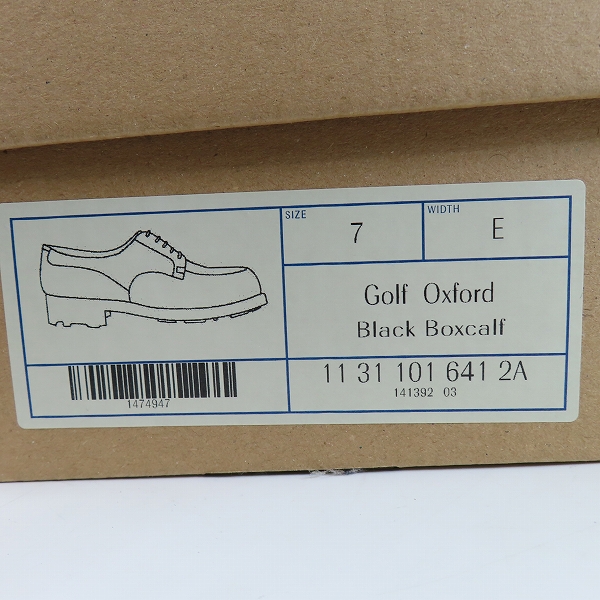 SIZE
7
WIDTH
E
Golf Oxford
Black Boxcalf
1474947
11 31 101 641 2A
141392 03